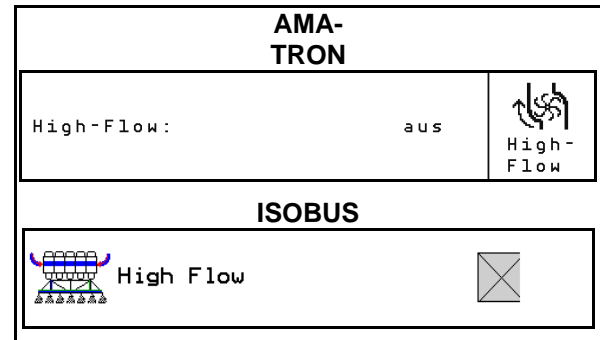 AMA-
TRON
High-Flow: aus
High-
Flow
ISOBUS
High Flow